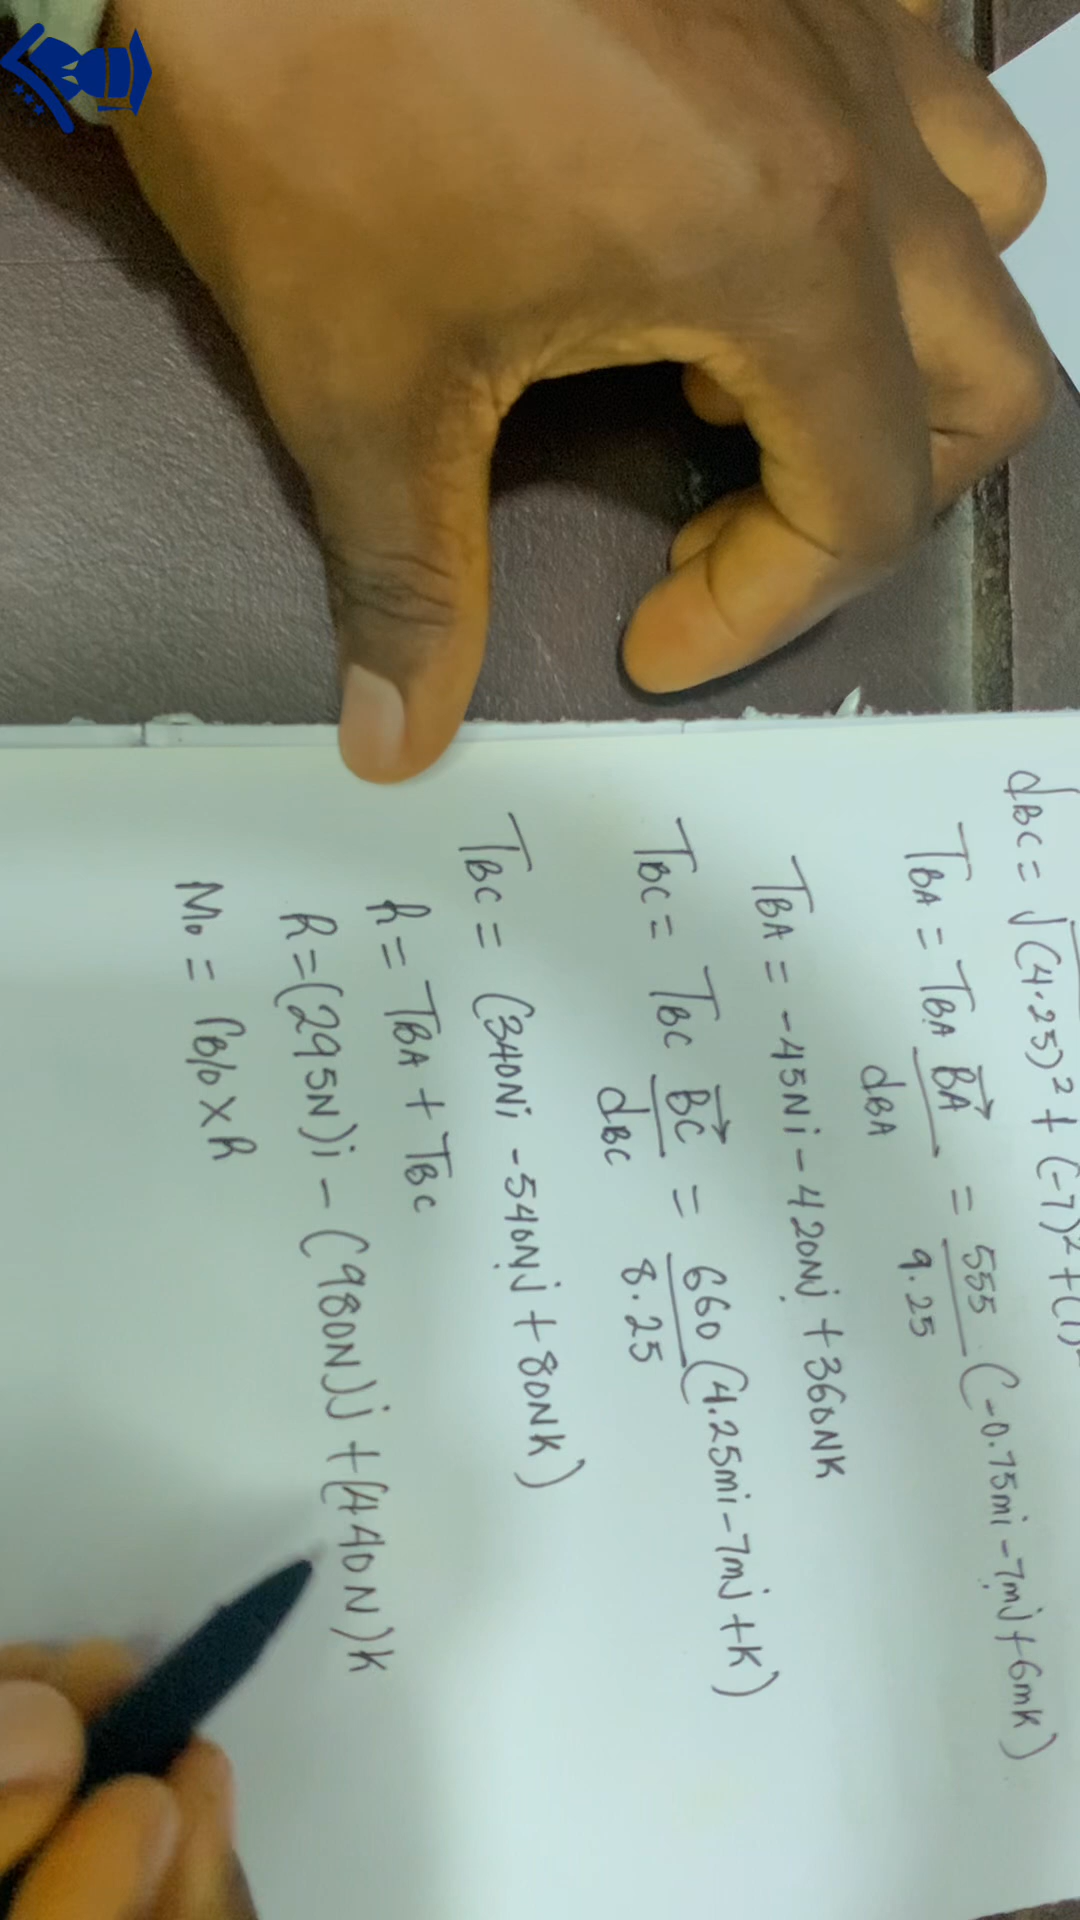 dBC = √(4.25)² + (-7)² + (1)²
TBA = TBA BA/dBA = 555/9.25 (-0.75mi - 7mj + 6mk)
TBA = -45Ni - 420Nj + 360NK
TBC = TBC BC/dBC = 660/8.25 (4.25mi - 7mj + K)
TBC = (340Ni - 540Nj + 80NK)
R = TBA + TBC
R = (295N)i - (980N)j + (440N)k
Mo = rB/o × R